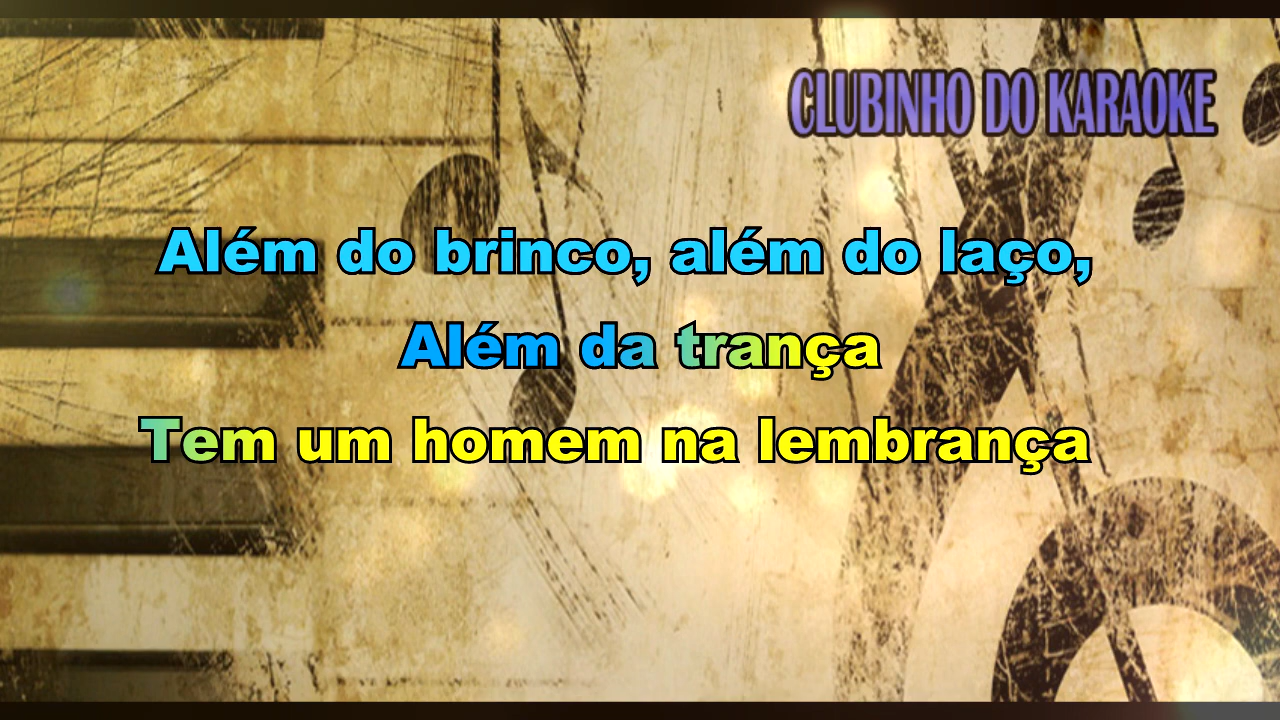 CLUBINHO DO KARAOKE
Além do brinco, além do laço,
Além da trança
Tem um homem na lembrança